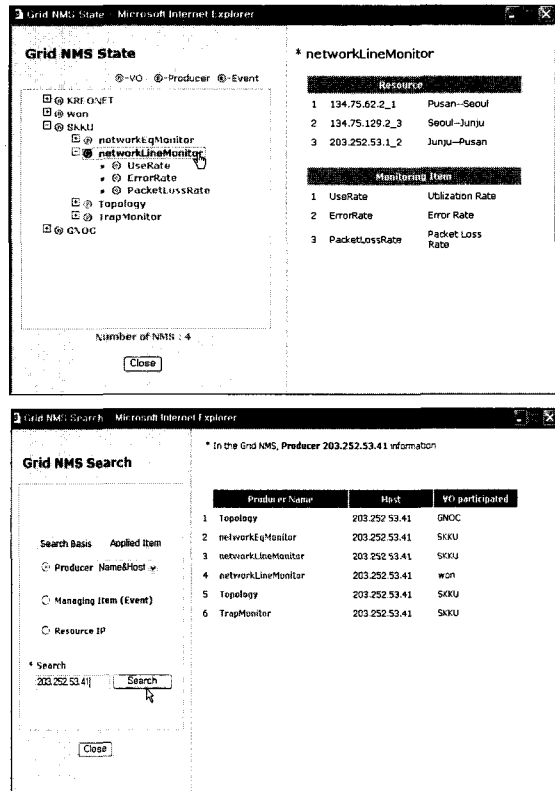 Grid NMS State - Microsoft Internet Explorer
Grid NMS State
Ⓥ-VO Ⓟ-Producer Ⓔ-Event
KREONET
won
SKKU
networkEqMonitor
networkLineMonitor
UseRate
ErrorRate
PacketLossRate
Topology
TrapMonitor
GNOC
Number of NMS : 4
Close
* networkLineMonitor
Resource
1 134.75.62.2_1 Pusan--Seoul
2 134.75.129.2_3 Seoul--Junju
3 203.252.53.1_2 Junju--Pusan
Monitoring Item
1 UseRate Utilization Rate
2 ErrorRate Error Rate
3 PacketLossRate Packet Loss
Rate
Grid NMS Search - Microsoft Internet Explorer
Grid NMS Search
Search Basis Applied Item
Producer Name&Host
Managing Item (Event)
Resource IP
* Search
203.252.53.41 Search
Close
* In the Grid NMS, Producer 203.252.53.41 information
Producer Name Host VO participated
1 Topology 203.252.53.41 GNOC
2 networkEqMonitor 203.252.53.41 SKKU
3 networkLineMonitor 203.252.53.41 SKKU
4 networkLineMonitor 203.252.53.41 won
5 Topology 203.252.53.41 SKKU
6 TrapMonitor 203.252.53.41 SKKU